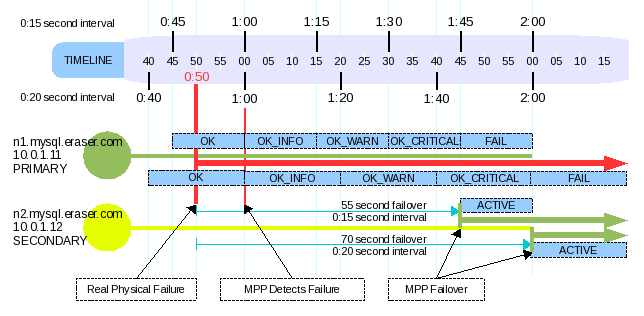 0:15 second interval 0:45 1:00 1:15 1:30 1:45 2:00
TIMELINE 40 45 50 55 00 05 10 15 20 25 30 35 40 45 50 55 00 05 10 15
0:50
0:20 second interval 0:40 1:00 1:20 1:40 2:00
n1.mysql.eraser.com
10.0.1.11
PRIMARY
OK OK_INFO OK_WARN OK_CRITICAL FAIL
OK OK_INFO OK_WARN OK_CRITICAL FAIL
n2.mysql.eraser.com
10.0.1.12
SECONDARY
55 second failover
0:15 second interval
ACTIVE
70 second failover
0:20 second interval
ACTIVE
Real Physical Failure
MPP Detects Failure
MPP Failover